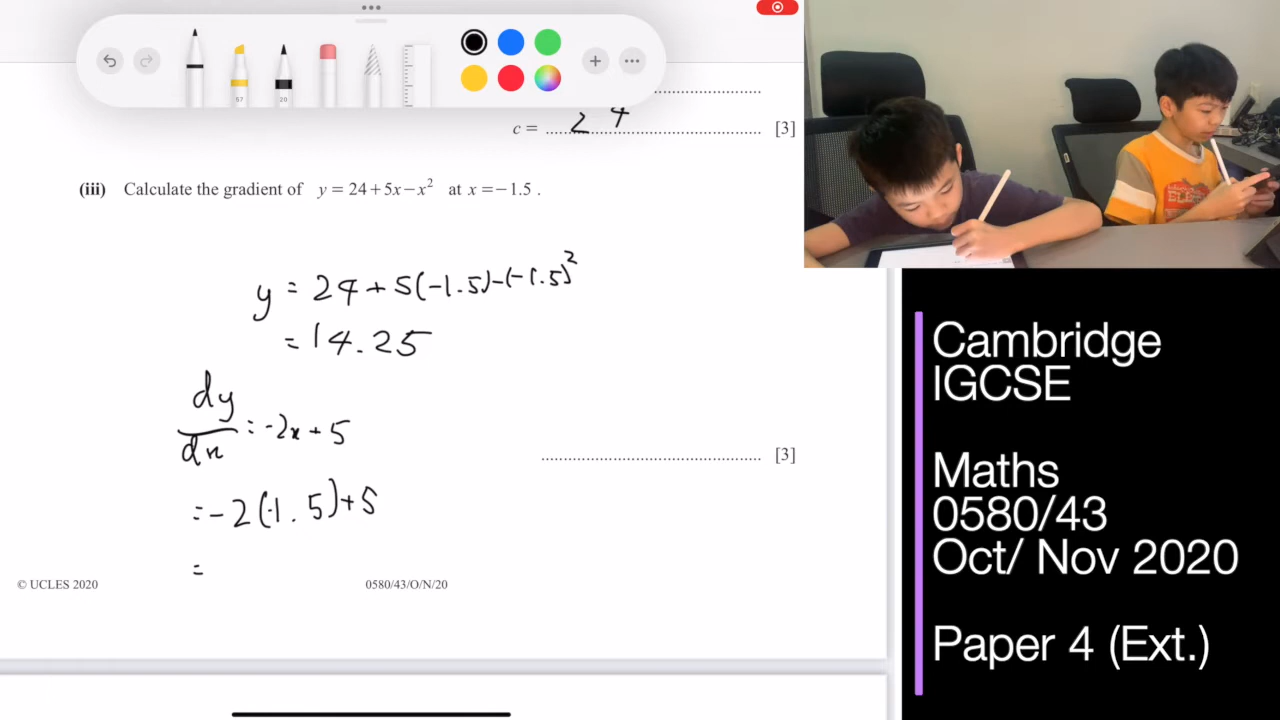 57
20
c = 24 [3]
(iii) Calculate the gradient of y = 24 + 5x − x² at x = −1.5 .
y = 24 + 5(-1.5)-(-1.5)²
= 14.25
dy/dx = -2x + 5
[3]
= -2(-1.5)+5
=
© UCLES 2020 0580/43/O/N/20
Cambridge
IGCSE
Maths
0580/43
Oct/ Nov 2020
Paper 4 (Ext.)